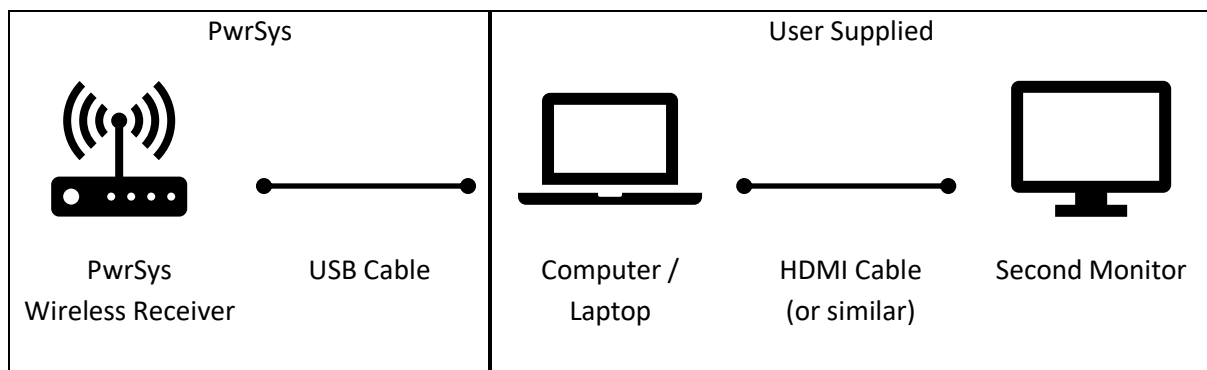 PwrSys
User Supplied
PwrSys
Wireless Receiver
USB Cable
Computer /
Laptop
HDMI Cable
(or similar)
Second Monitor